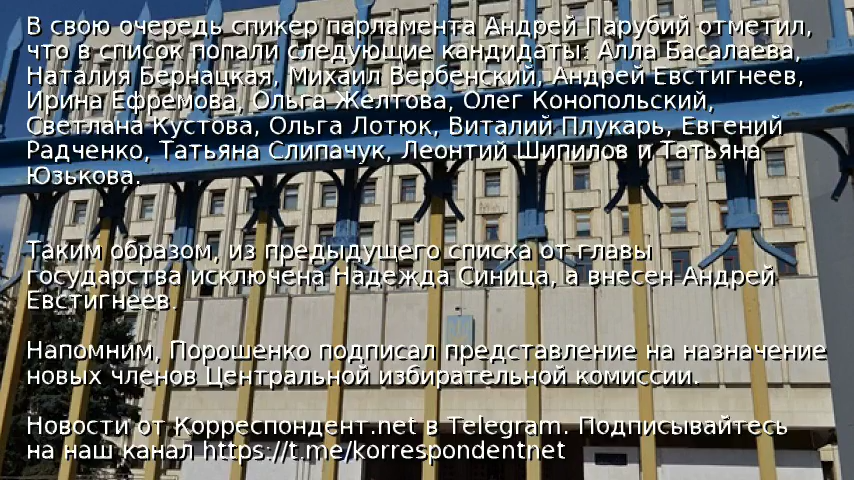 В свою очередь спикер парламента Андрей Парубий отметил,
что в список попали следующие кандидаты: Алла Басалаева,
Наталия Бернацкая, Михаил Вербенский, Андрей Евстигнеев,
Ирина Ефремова, Ольга Желтова, Олег Конопольский,
Светлана Кустова, Ольга Лотюк, Виталий Плукарь, Евгений
Радченко, Татьяна Слипачук, Леонтий Шипилов и Татьяна
Юзькова.
Таким образом, из предыдущего списка от главы
государства исключена Надежда Синица, а внесен Андрей
Евстигнеев.
Напомним, Порошенко подписал представление на назначение
новых членов Центральной избирательной комиссии.
Новости от Корреспондент.net в Telegram. Подписывайтесь
на наш канал https://t.me/korrespondentnet